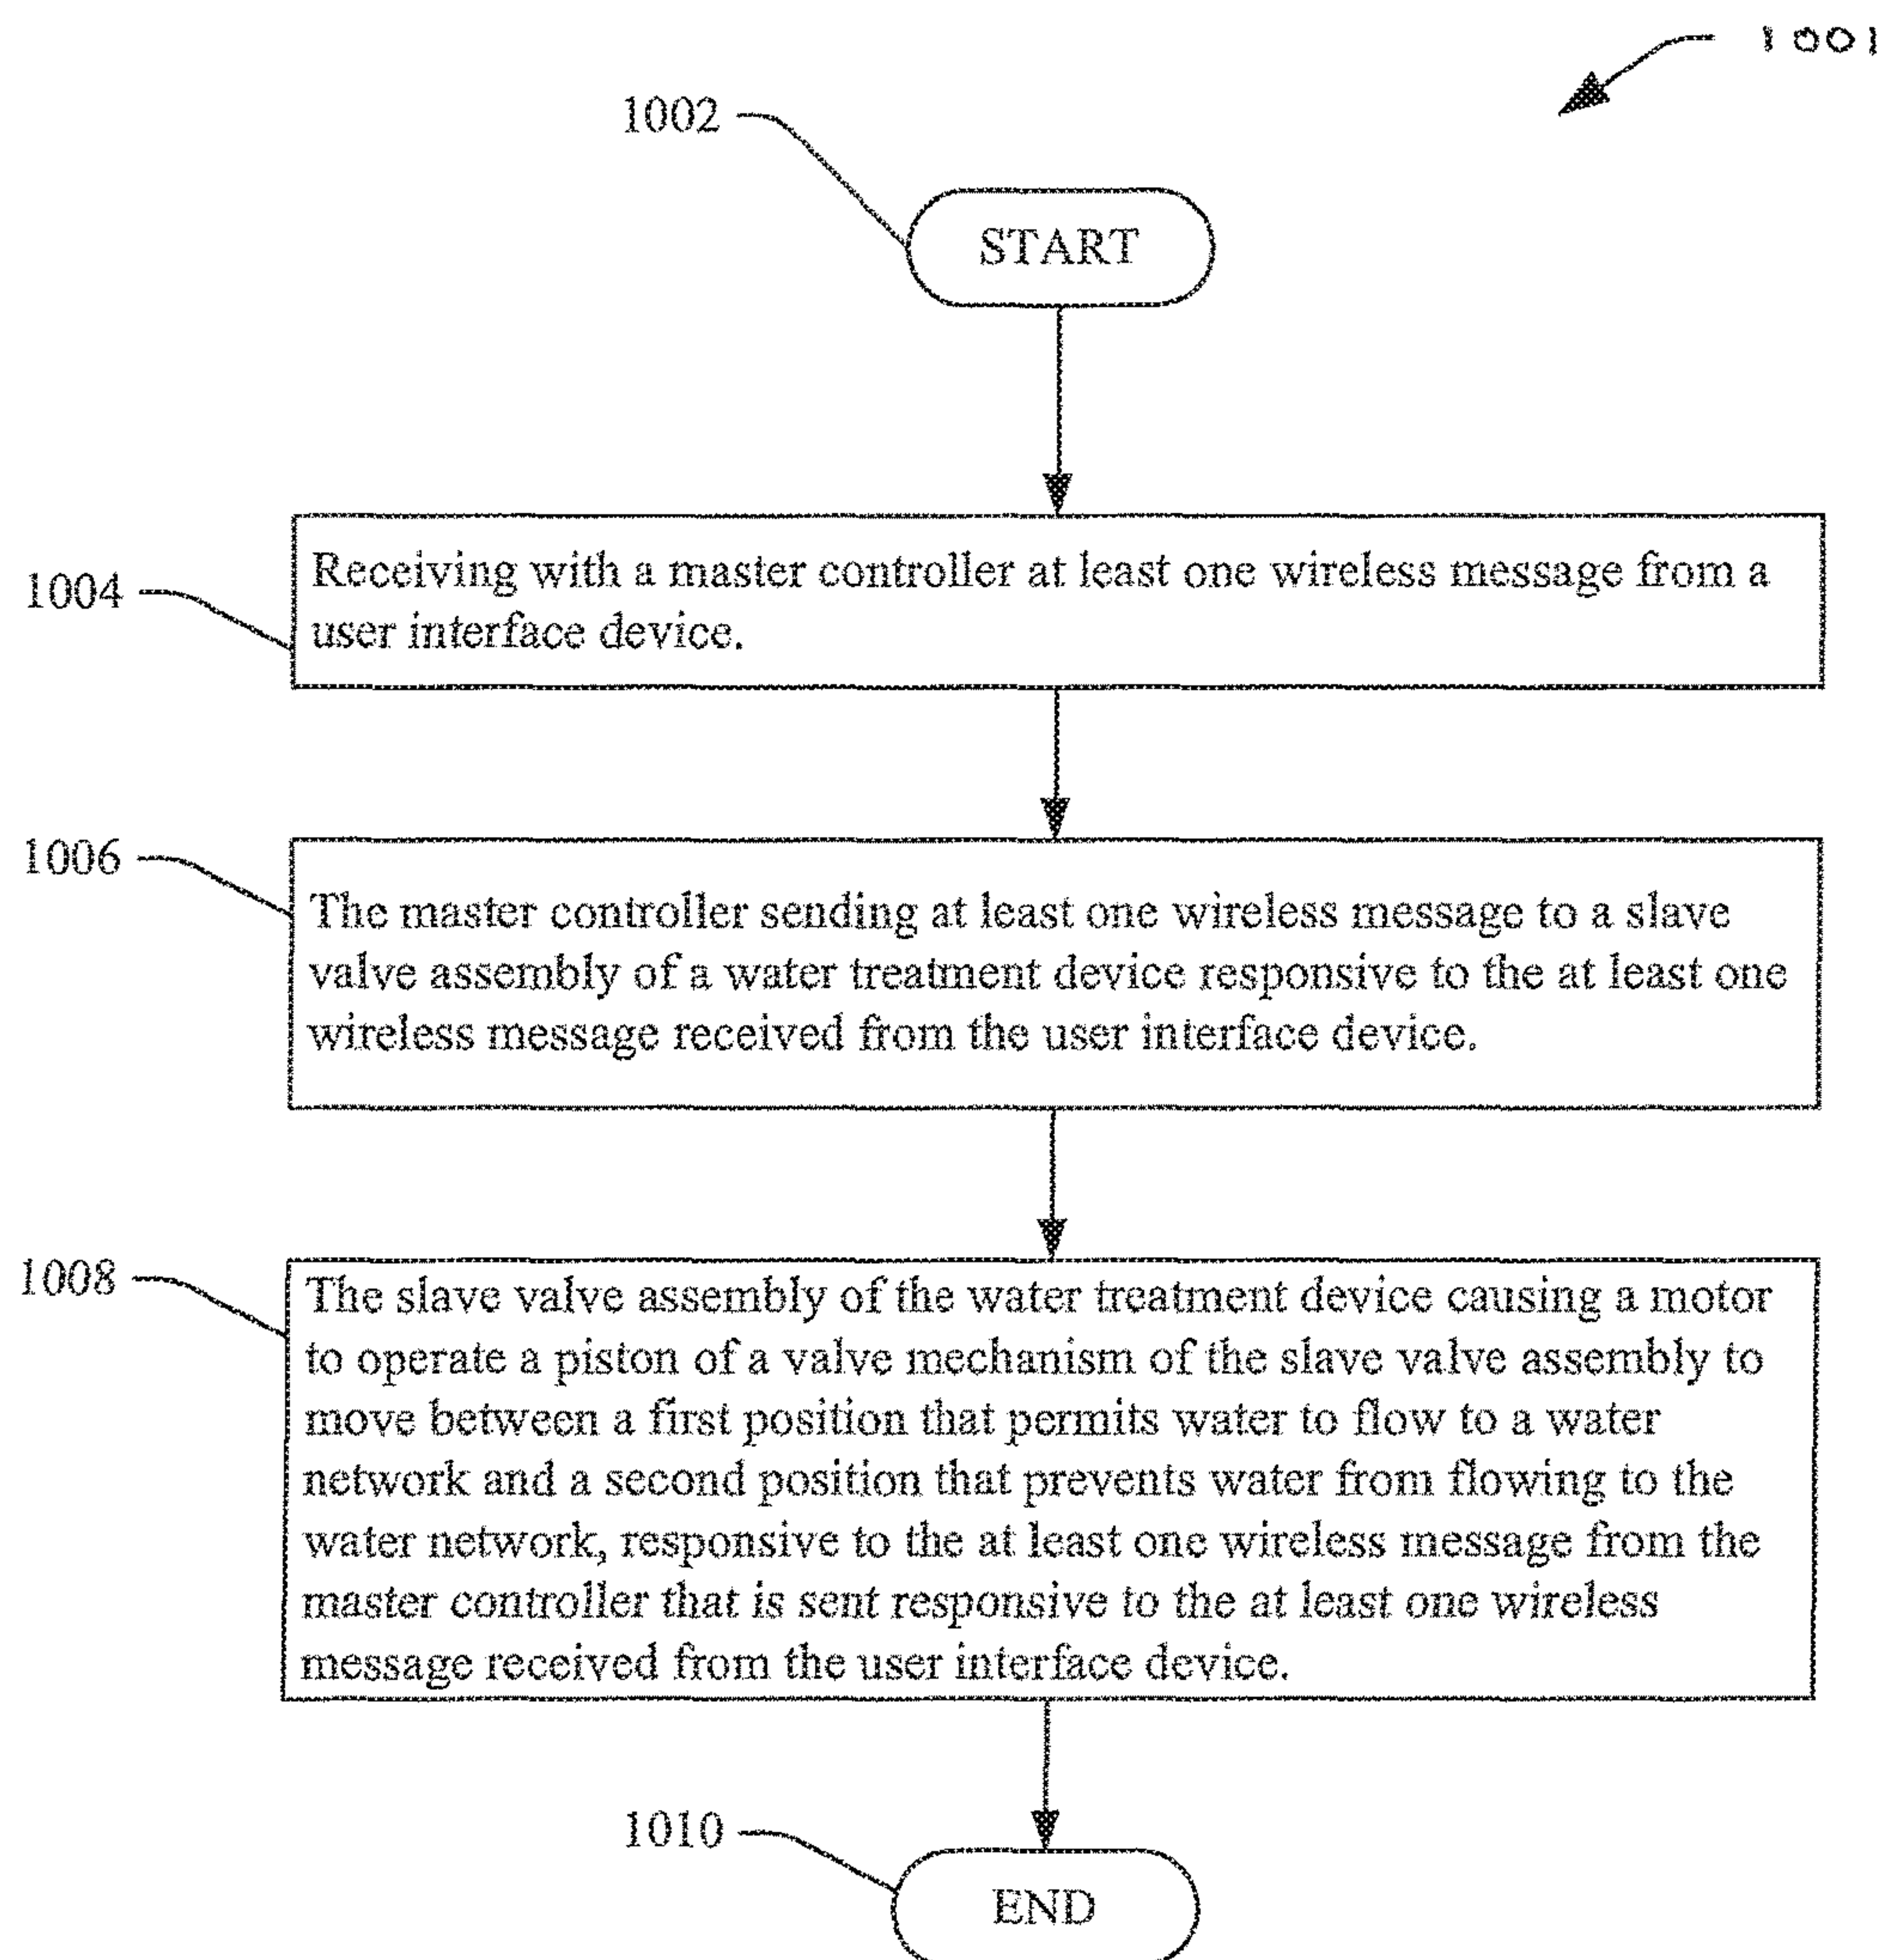 1001
1002
START
1004
Receiving with a master controller at least one wireless message from a
user interface device.
1006
The master controller sending at least one wireless message to a slave
valve assembly of a water treatment device responsive to the at least one
wireless message received from the user interface device.
1008
The slave valve assembly of the water treatment device causing a motor
to operate a piston of a valve mechanism of the slave valve assembly to
move between a first position that permits water to flow to a water
network and a second position that prevents water from flowing to the
water network, responsive to the at least one wireless message from the
master controller that is sent responsive to the at least one wireless
message received from the user interface device.
1010
END